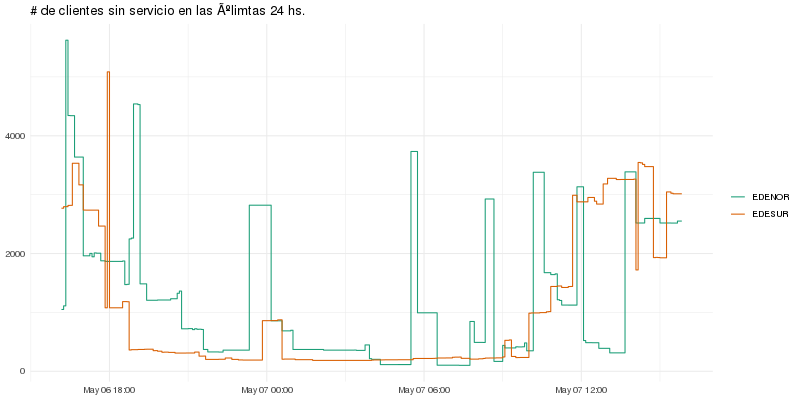 # de clientes sin servicio en las Ãºlimtas 24 hs.
4000
2000
0
May 06 18:00 May 07 00:00 May 07 06:00 May 07 12:00
EDENOR
EDESUR